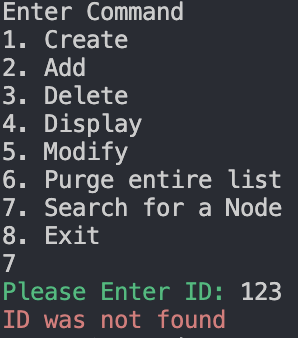 Enter Command
1. Create
2. Add
3. Delete
4. Display
5. Modify
6. Purge entire list
7. Search for a Node
8. Exit
7
Please Enter ID: 123
ID was not found